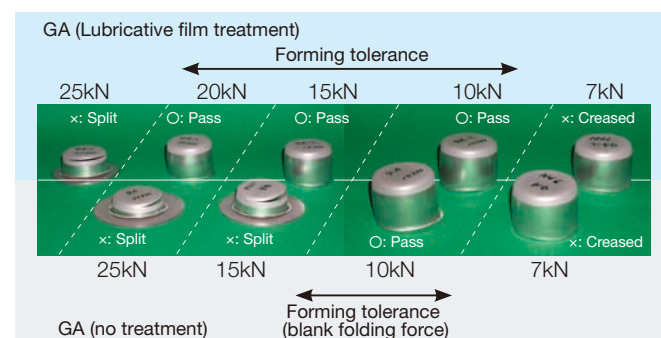 GA (Lubricative film treatment)
Forming tolerance
25kN 20kN 15kN 10kN 7kN
×: Split ○: Pass ○: Pass ○: Pass ×: Creased
×: Split ×: Split ○: Pass ×: Creased
25kN 15kN 10kN 7kN
Forming tolerance
(blank folding force)
GA (no treatment)